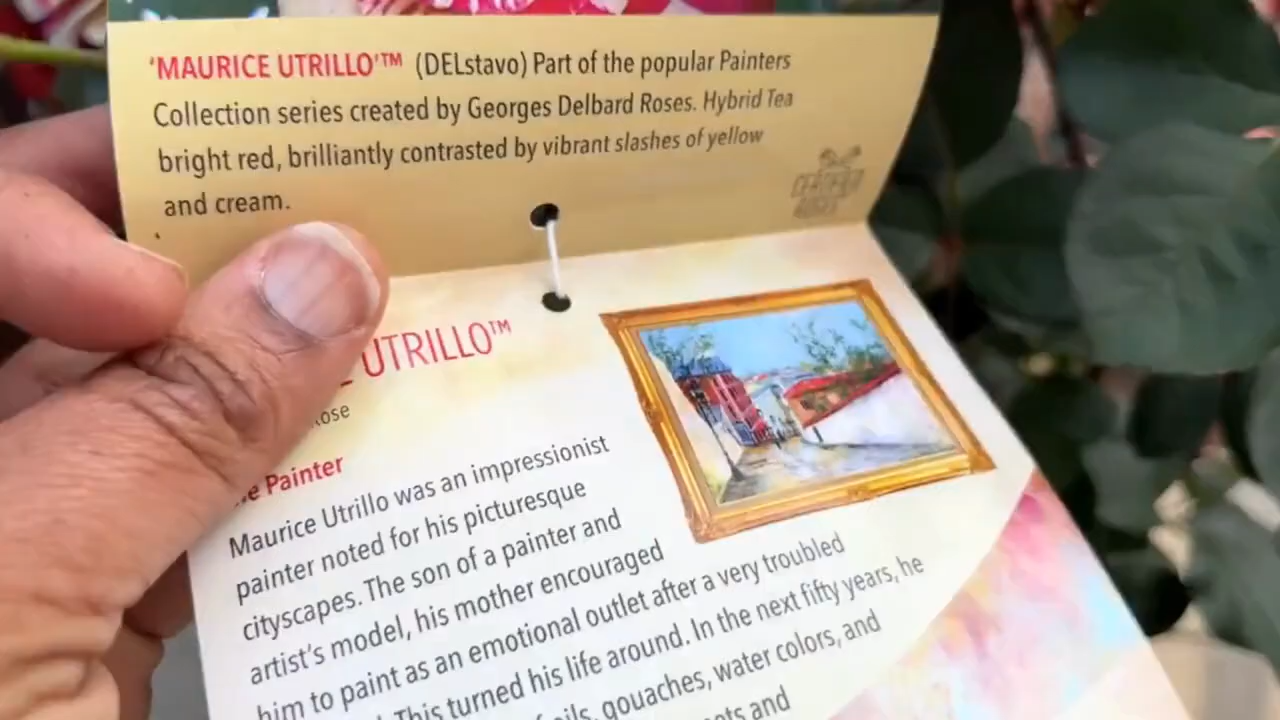 'MAURICE UTRILLO'™ (DELstavo) Part of the popular Painters
Collection series created by Georges Delbard Roses. Hybrid Tea
bright red, brilliantly contrasted by vibrant slashes of yellow
and cream.
CERTIFIED
ROSES
UTRILLO™
Painter
Maurice Utrillo was an impressionist
painter noted for his picturesque
cityscapes. The son of a painter and
artist's model, his mother encouraged
him to paint as an emotional outlet after a very troubled
This turned his life around. In the next fifty years, he
oils, gouaches, water colors, and
and